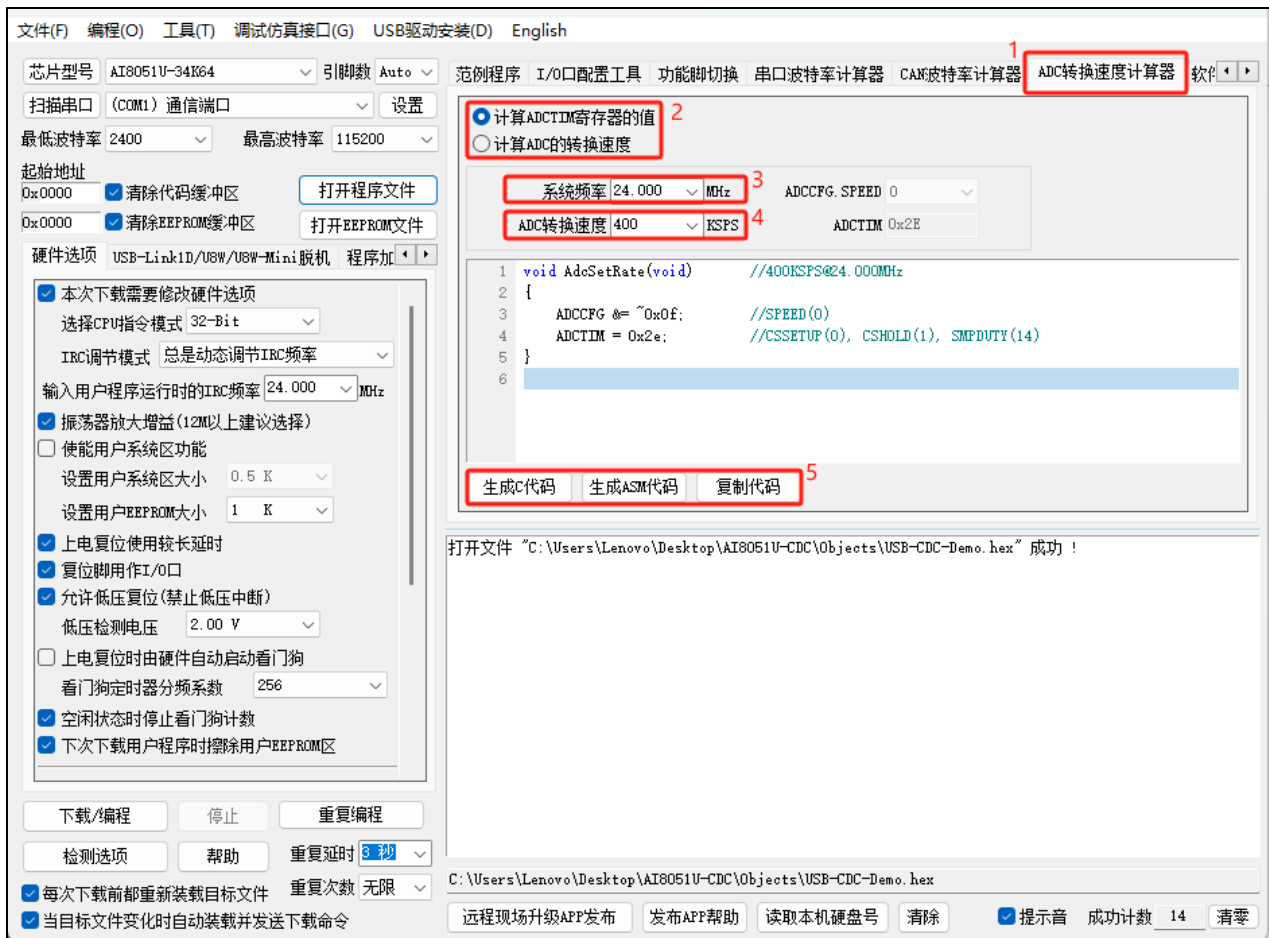 文件(F) 编程(O) 工具(T) 调试仿真接口(G) USB驱动安装(D) English
芯片型号 AI8051U-34K64 引脚数 Auto
扫描串口 (COM1) 通信端口 设置
最低波特率 2400 最高波特率 115200
起始地址
0x0000 清除代码缓冲区 打开程序文件
0x0000 清除EEPROM缓冲区 打开EEPROM文件
硬件选项 USB-Link1D/U8W/U8W-Mini脱机 程序加
本次下载需要修改硬件选项
选择CPU指令模式 32-Bit
IRC调节模式 总是动态调节IRC频率
输入用户程序运行时的IRC频率 24.000 MHz
振荡器放大增益(12M以上建议选择)
使能用户系统区功能
设置用户系统区大小 0.5 K
设置用户EEPROM大小 1 K
上电复位使用较长延时
复位脚用作I/O口
允许低压复位(禁止低压中断)
低压检测电压 2.00 V
上电复位时由硬件自动启动看门狗
看门狗定时器分频系数 256
空闲状态时停止看门狗计数
下次下载用户程序时擦除用户EEPROM区
下载/编程 停止 重复编程
检测选项 帮助 重复延时 3 秒
每次下载前都重新装载目标文件 重复次数 无限
当目标文件变化时自动装载并发送下载命令
1
范例程序 I/O口配置工具 功能脚切换 串口波特率计算器 CAN波特率计算器 ADC转换速度计算器 软件
计算ADCTIM寄存器的值 2
计算ADC的转换速度
系统频率 24.000 MHz 3 ADCCFG.SPEED 0
ADC转换速度 400 KSPS 4 ADCTIM 0x2E
1 void AdcSetRate(void) //400KSPS@24.000MHz
2 {
3 ADCCFG &= ~0x0f; //SPEED(0)
4 ADCTIM = 0x2e; //CSSETUP(0), CSHOLD(1), SMPDUTY(14)
5 }
6
生成C代码 生成ASM代码 复制代码 5
打开文件 "C:\Users\Lenovo\Desktop\AI8051U-CDC\Objects\USB-CDC-Demo.hex" 成功 !
C:\Users\Lenovo\Desktop\AI8051U-CDC\Objects\USB-CDC-Demo.hex
远程现场升级APP发布 发布APP帮助 读取本机硬盘号 清除 提示音 成功计数 14 清零